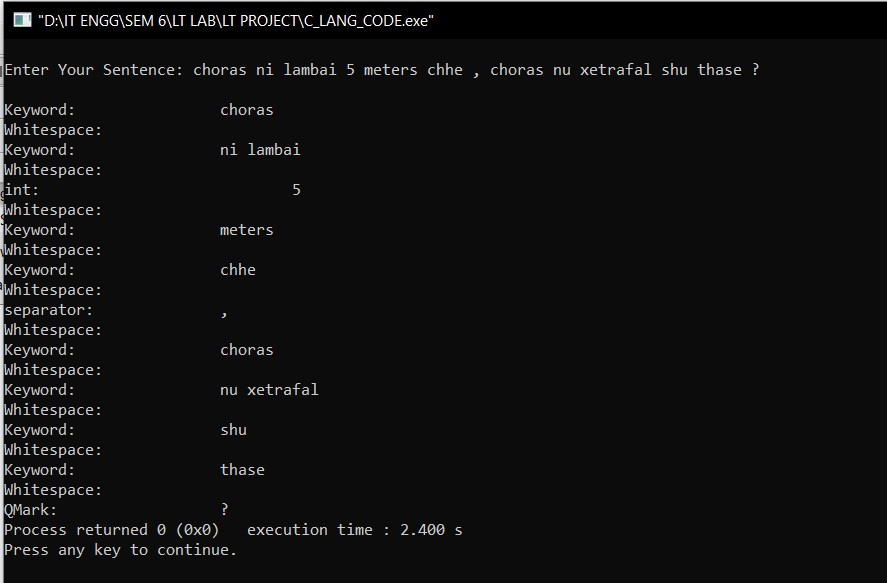 "D:\IT ENGG\SEM 6\LT LAB\LT PROJECT\C_LANG_CODE.exe"
Enter Your Sentence: choras ni lambai 5 meters chhe , choras nu xetrafal shu thase ?
Keyword: choras
Whitespace:
Keyword: ni lambai
Whitespace:
int: 5
Whitespace:
Keyword: meters
Whitespace:
Keyword: chhe
Whitespace:
separator: ,
Whitespace:
Keyword: choras
Whitespace:
Keyword: nu xetrafal
Whitespace:
Keyword: shu
Whitespace:
Keyword: thase
Whitespace:
QMark: ?
Process returned 0 (0x0) execution time : 2.400 s
Press any key to continue.